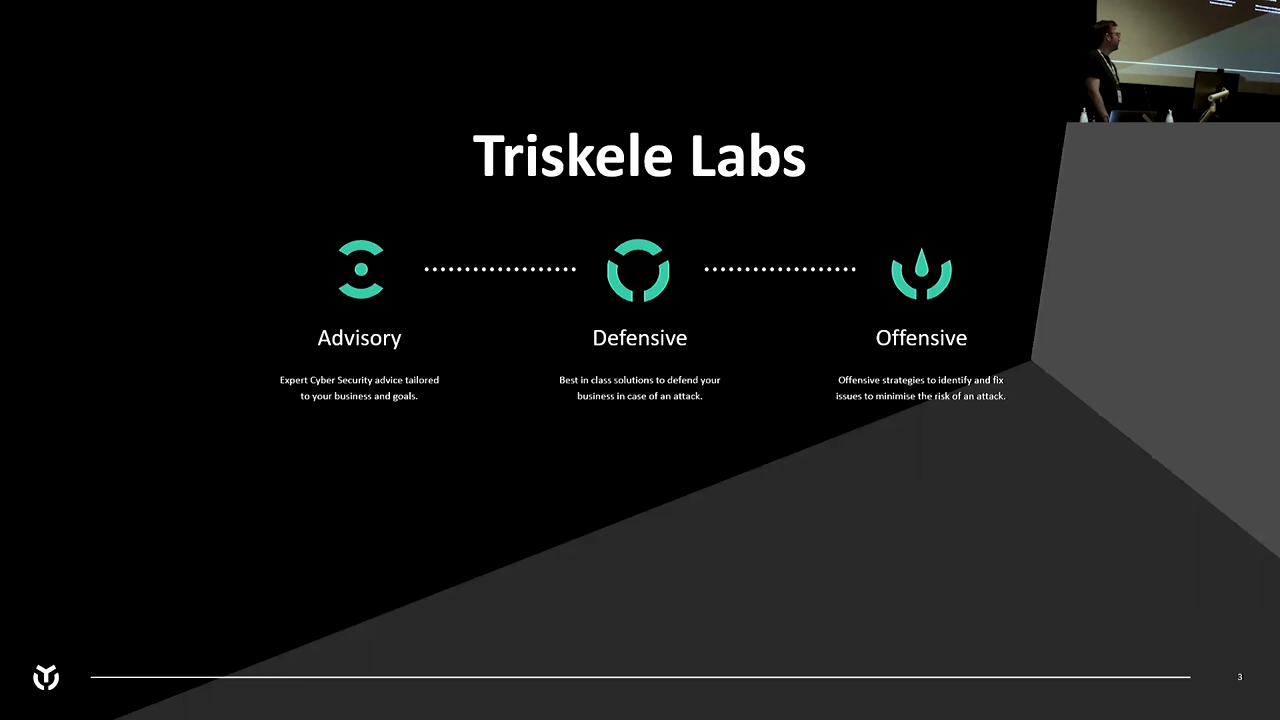 Triskele Labs
Advisory
Expert Cyber Security advice tailored
to your business and goals.
Defensive
Best in class solutions to defend your
business in case of an attack.
Offensive
Offensive strategies to identify and fix
issues to minimise the risk of an attack.
3